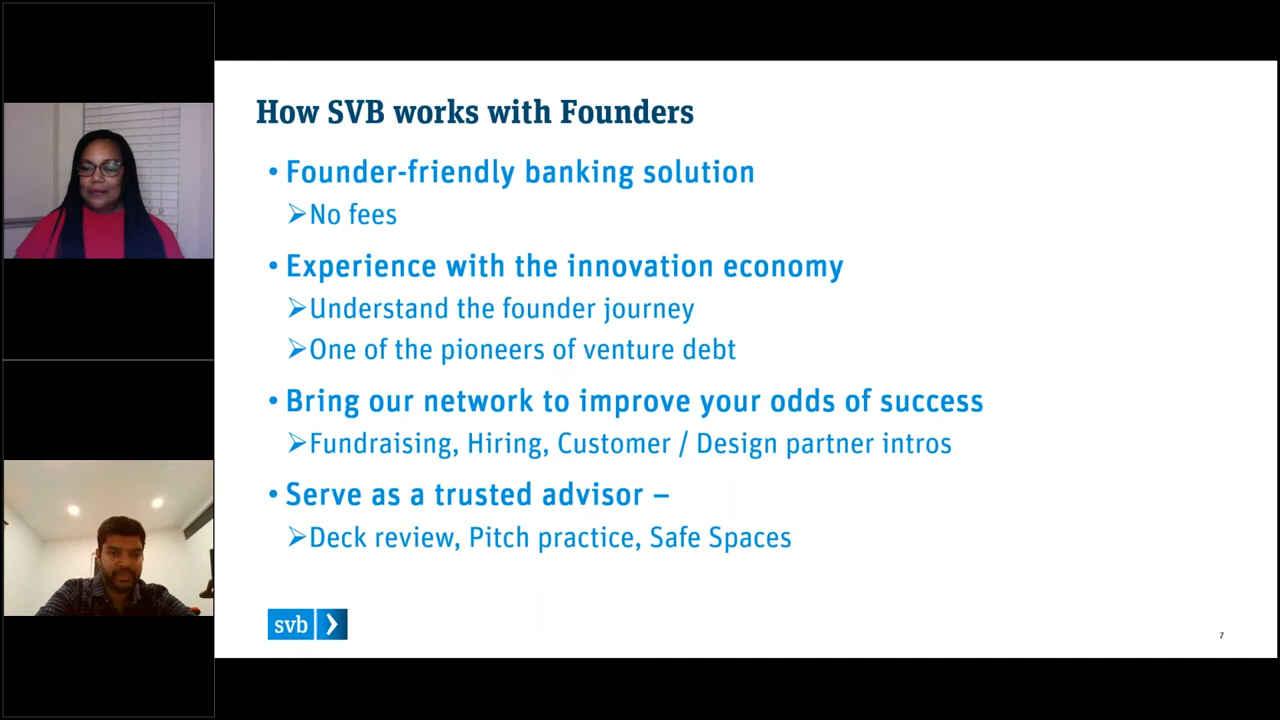 How SVB works with Founders
• Founder-friendly banking solution
➢No fees
• Experience with the innovation economy
➢Understand the founder journey
➢One of the pioneers of venture debt
• Bring our network to improve your odds of success
➢Fundraising, Hiring, Customer / Design partner intros
• Serve as a trusted advisor –
➢Deck review, Pitch practice, Safe Spaces
svb
7